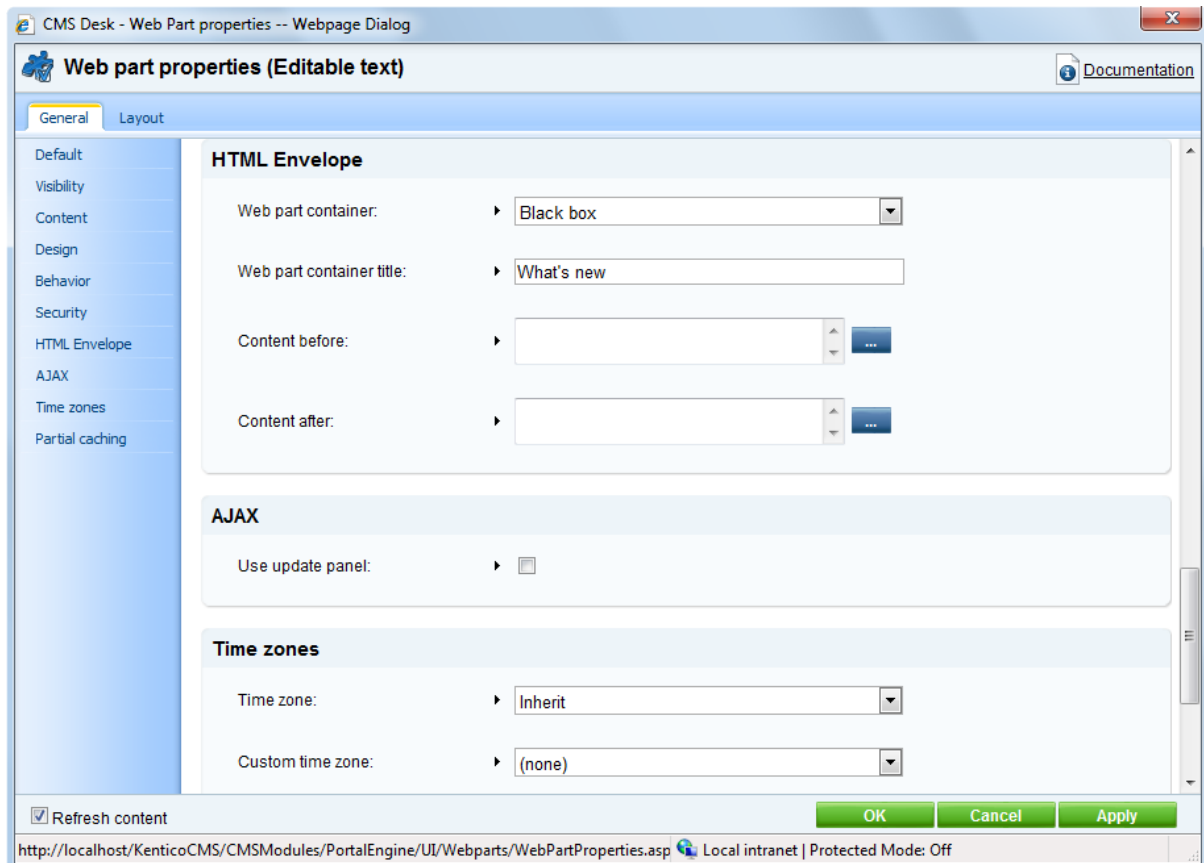 CMS Desk - Web Part properties -- Webpage Dialog
Web part properties (Editable text)
Documentation
General Layout
Default
Visibility
Content
Design
Behavior
Security
HTML Envelope
AJAX
Time zones
Partial caching
HTML Envelope
Web part container: Black box
Web part container title: What's new
Content before: ...
Content after: ...
AJAX
Use update panel:
Time zones
Time zone: Inherit
Custom time zone: (none)
Refresh content
OK Cancel Apply
http://localhost/KenticoCMS/CMSModules/PortalEngine/UI/Webparts/WebPartProperties.asp Local intranet | Protected Mode: Off